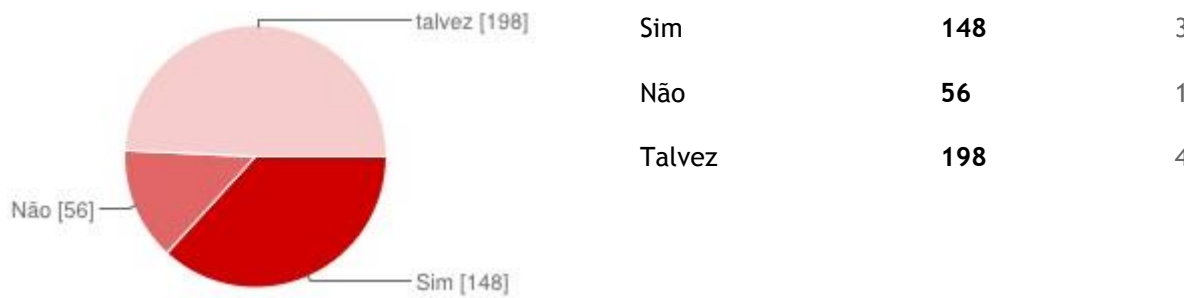 talvez [198]
Não [56]
Sim [148]
Sim 148 3
Não 56 1
Talvez 198 4